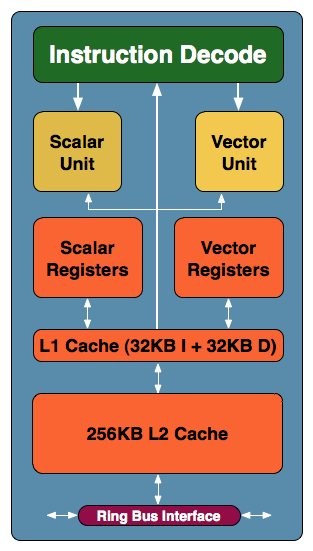 Instruction Decode
Scalar
Unit
Vector
Unit
Scalar
Registers
Vector
Registers
L1 Cache (32KB I + 32KB D)
256KB L2 Cache
Ring Bus Interface